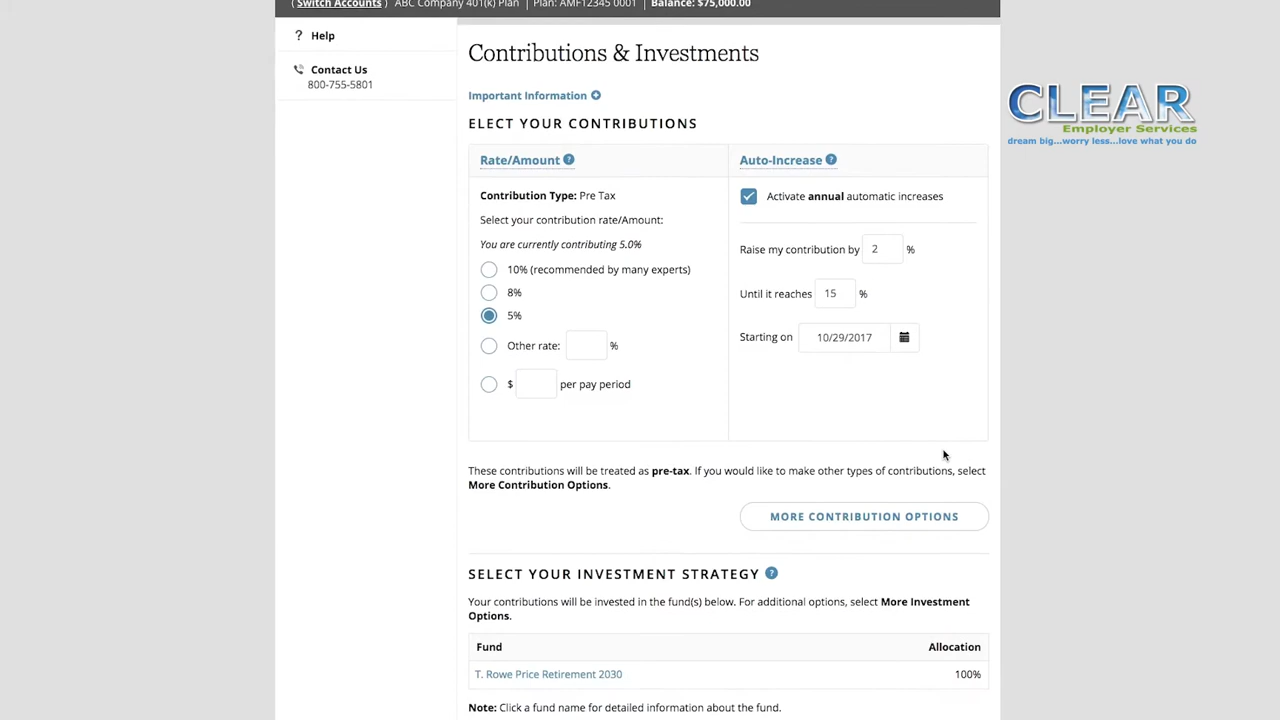 ( Switch Accounts ) ABC Company 401(k) Plan | Plan: AMF12345 0001 | Balance: $75,000.00
? Help
Contact Us
800-755-5801
Contributions & Investments
Important Information
ELECT YOUR CONTRIBUTIONS
Rate/Amount ?
Contribution Type: Pre Tax
Select your contribution rate/Amount:
You are currently contributing 5.0%
10% (recommended by many experts)
8%
5%
Other rate: %
$ per pay period
Auto-Increase ?
Activate annual automatic increases
Raise my contribution by 2 %
Until it reaches 15 %
Starting on 10/29/2017
These contributions will be treated as pre-tax. If you would like to make other types of contributions, select
More Contribution Options.
MORE CONTRIBUTION OPTIONS
SELECT YOUR INVESTMENT STRATEGY ?
Your contributions will be invested in the fund(s) below. For additional options, select More Investment
Options.
Fund Allocation
T. Rowe Price Retirement 2030 100%
Note: Click a fund name for detailed information about the fund.
CLEAR
Employer Services
dream big...worry less...love what you do